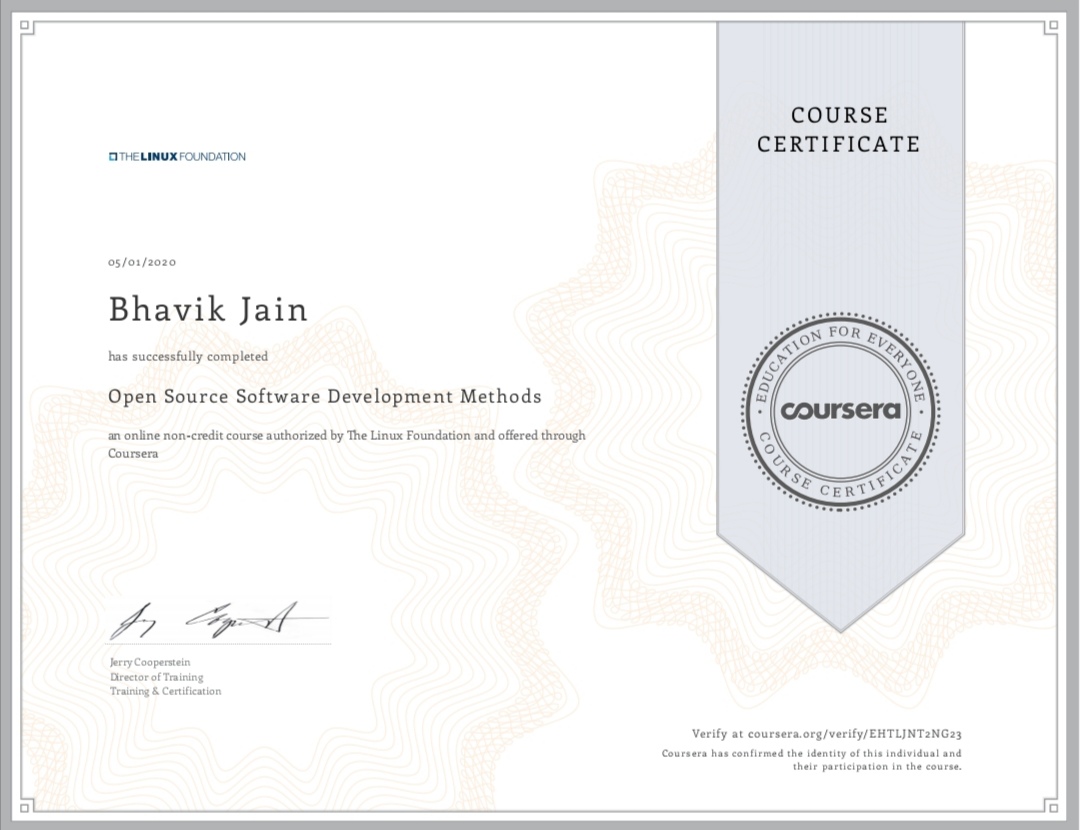 COURSE
CERTIFICATE
THE LINUX FOUNDATION
05/01/2020
Bhavik Jain
has successfully completed
Open Source Software Development Methods
an online non-credit course authorized by The Linux Foundation and offered through
Coursera
EDUCATION FOR EVERYONE
coursera
COURSE CERTIFICATE
Jerry Cooperstein
Director of Training
Training & Certification
Verify at coursera.org/verify/EHTLJNT2NG23
Coursera has confirmed the identity of this individual and
their participation in the course.